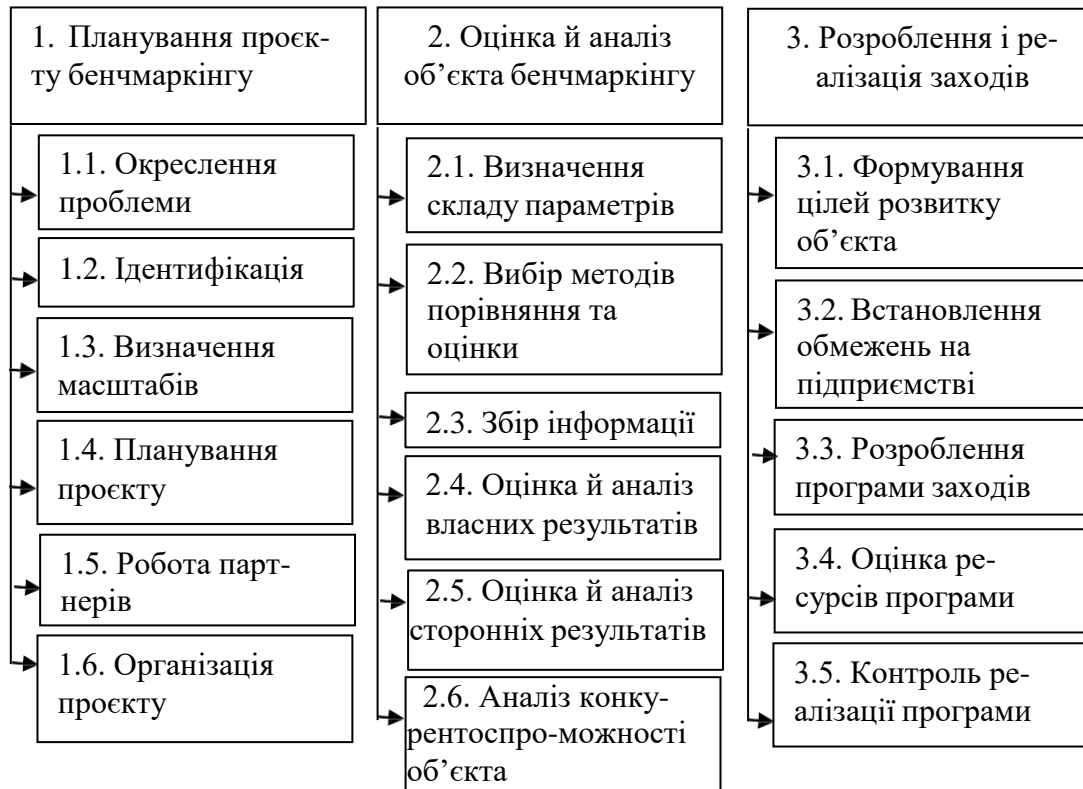 1. Планування проєк-
ту бенчмаркінгу
1.1. Окреслення
проблеми
1.2. Ідентифікація
1.3. Визначення
масштабів
1.4. Планування
проєкту
1.5. Робота парт-
нерів
1.6. Організація
проєкту
2. Оцінка й аналіз
об’єкта бенчмаркінгу
2.1. Визначення
складу параметрів
2.2. Вибір методів
порівняння та
оцінки
2.3. Збір інформації
2.4. Оцінка й аналіз
власних результатів
2.5. Оцінка й аналіз
сторонніх результатів
2.6. Аналіз конку-
рентоспро-можності
об’єкта
3. Розроблення і ре-
алізація заходів
3.1. Формування
цілей розвитку
об’єкта
3.2. Встановлення
обмежень на
підприємстві
3.3. Розроблення
програми заходів
3.4. Оцінка ре-
сурсів програми
3.5. Контроль ре-
алізації програми